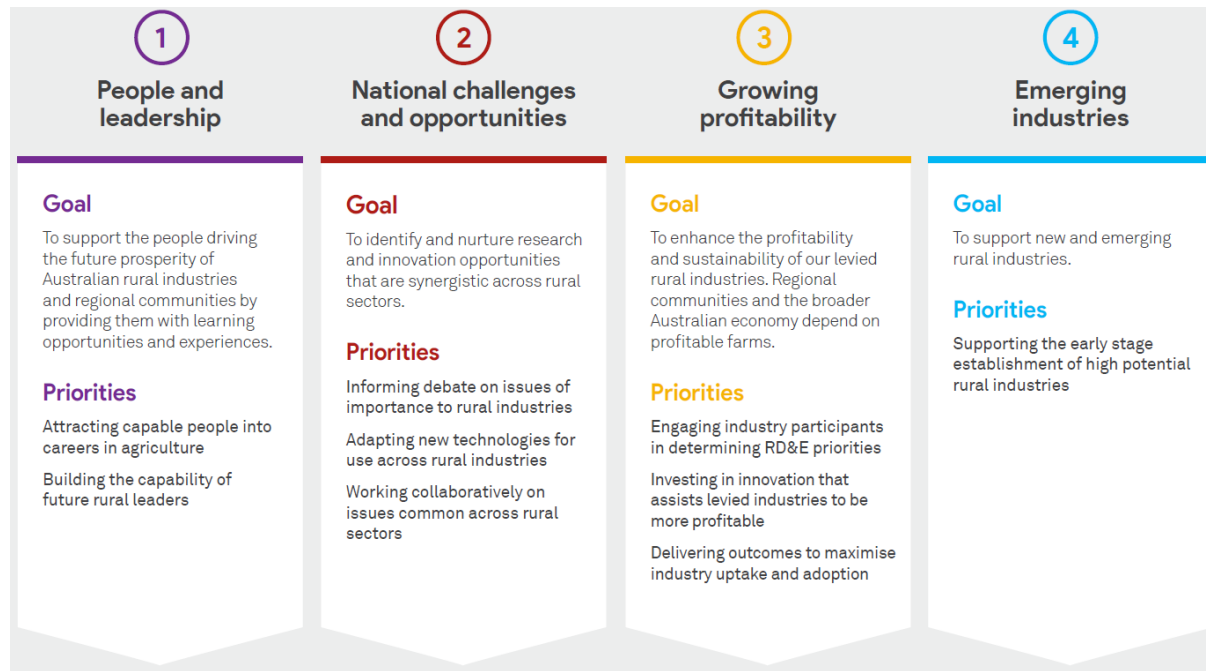 1
People and
leadership
Goal
To support the people driving
the future prosperity of
Australian rural industries
and regional communities by
providing them with learning
opportunities and experiences.
Priorities
Attracting capable people into
careers in agriculture
Building the capability of
future rural leaders
2
National challenges
and opportunities
Goal
To identify and nurture research
and innovation opportunities
that are synergistic across rural
sectors.
Priorities
Informing debate on issues of
importance to rural industries
Adapting new technologies for
use across rural industries
Working collaboratively on
issues common across rural
sectors
3
Growing
profitability
Goal
To enhance the profitability
and sustainability of our levied
rural industries. Regional
communities and the broader
Australian economy depend on
profitable farms.
Priorities
Engaging industry participants
in determining RD&E priorities
Investing in innovation that
assists levied industries to be
more profitable
Delivering outcomes to maximise
industry uptake and adoption
4
Emerging
industries
Goal
To support new and emerging
rural industries.
Priorities
Supporting the early stage
establishment of high potential
rural industries